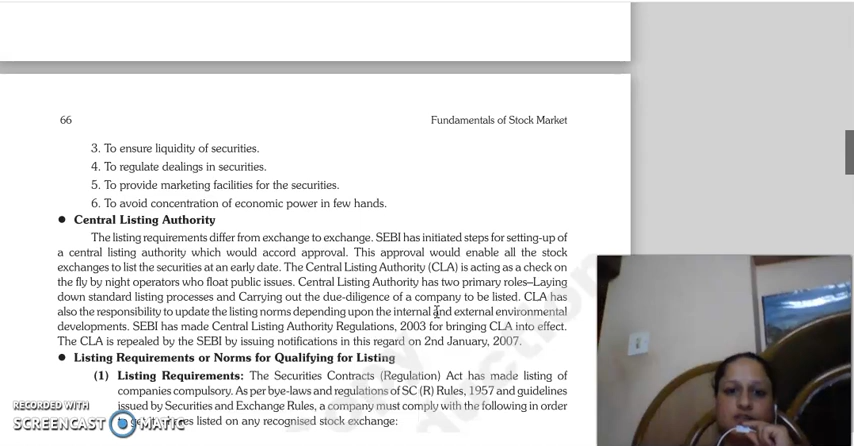 66 Fundamentals of Stock Market
3. To ensure liquidity of securities.
4. To regulate dealings in securities.
5. To provide marketing facilities for the securities.
6. To avoid concentration of economic power in few hands.
● Central Listing Authority
The listing requirements differ from exchange to exchange. SEBI has initiated steps for setting-up of
a central listing authority which would accord approval. This approval would enable all the stock
exchanges to list the securities at an early date. The Central Listing Authority (CLA) is acting as a check on
the fly by night operators who float public issues. Central Listing Authority has two primary roles–Laying
down standard listing processes and Carrying out the due-diligence of a company to be listed. CLA has
also the responsibility to update the listing norms depending upon the internal and external environmental
developments. SEBI has made Central Listing Authority Regulations, 2003 for bringing CLA into effect.
The CLA is repealed by the SEBI by issuing notifications in this regard on 2nd January, 2007.
● Listing Requirements or Norms for Qualifying for Listing
(1) Listing Requirements: The Securities Contracts (Regulation) Act has made listing of
companies compulsory. As per bye-laws and regulations of SC (R) Rules, 1957 and guidelines
issued by Securities and Exchange Rules, a company must comply with the following in order
listed on any recognised stock exchange:
RECORDED WITH
SCREENCAST MATIC